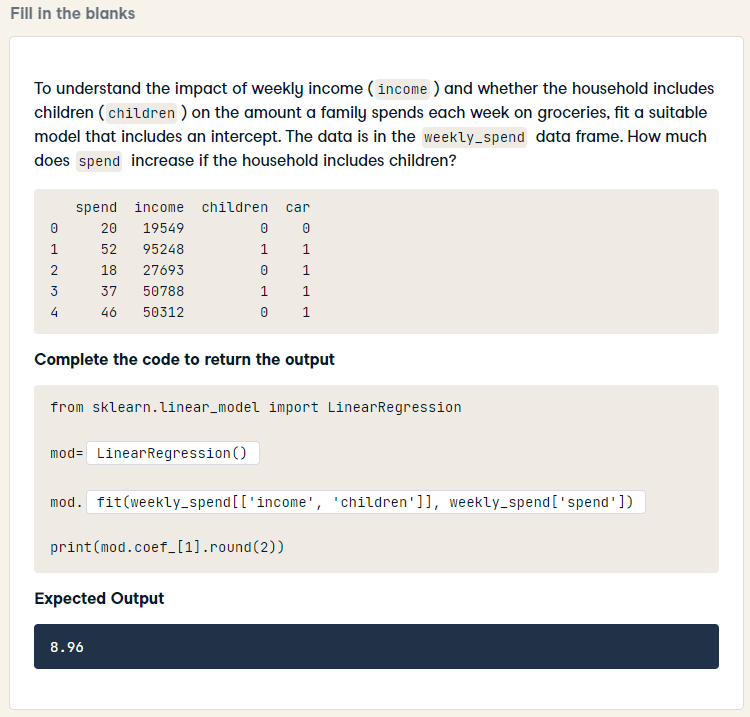 Fill in the blanks
To understand the impact of weekly income ( income ) and whether the household includes
children ( children ) on the amount a family spends each week on groceries, fit a suitable
model that includes an intercept. The data is in the weekly_spend data frame. How much
does spend increase if the household includes children?
spend income children car
0 20 19549 0 0
1 52 95248 1 1
2 18 27693 0 1
3 37 50788 1 1
4 46 50312 0 1
Complete the code to return the output
from sklearn.linear_model import LinearRegression
mod= LinearRegression()
mod. fit(weekly_spend[['income', 'children']], weekly_spend['spend'])
print(mod.coef_[1].round(2))
Expected Output
8.96